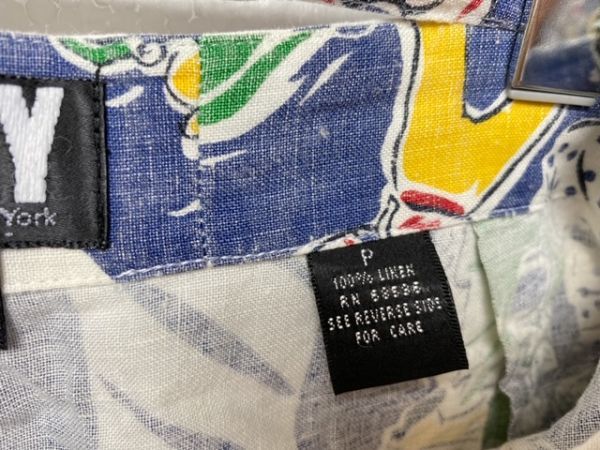 Y
York
P
100% LINEN
RN 68686
SEE REVERSE SIDE
FOR CARE